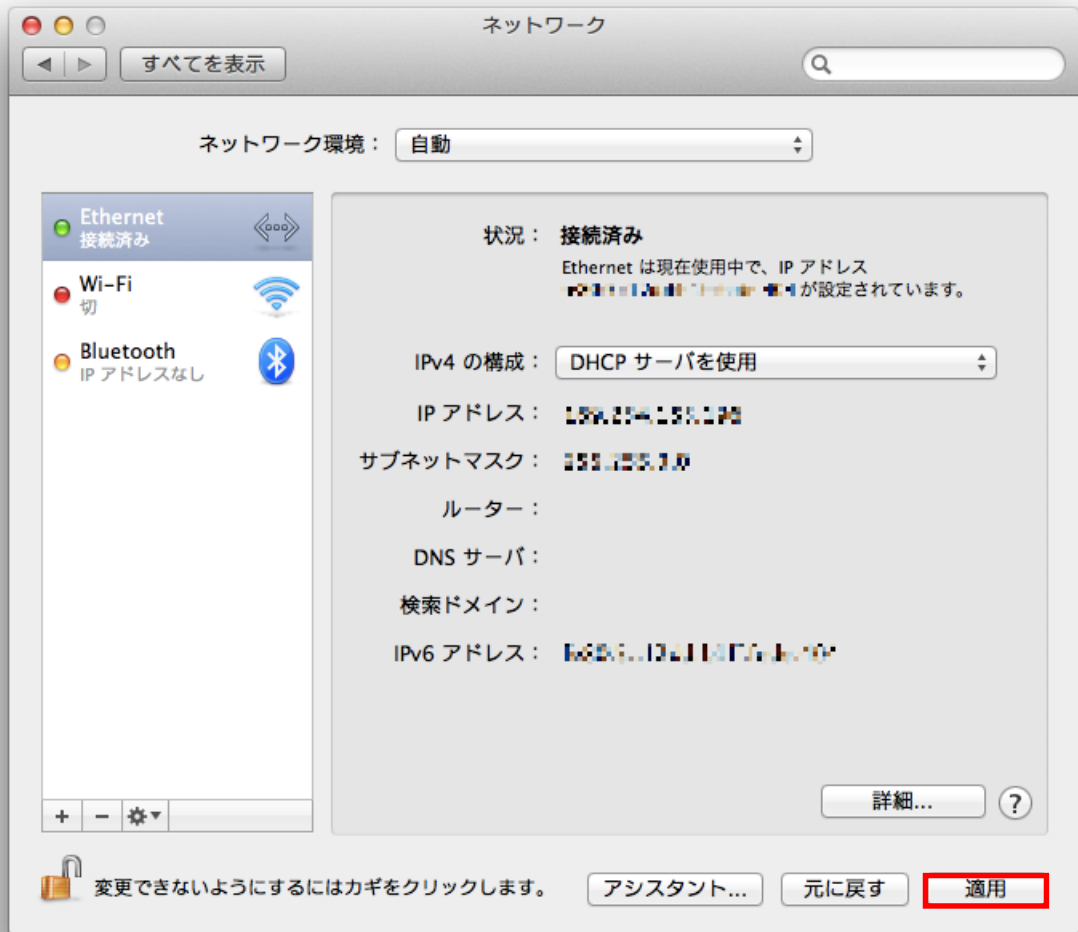 ネットワーク
すべてを表示
ネットワーク環境： 自動
Ethernet
接続済み
Wi-Fi
切
Bluetooth
IP アドレスなし
状況： 接続済み
Ethernet は現在使用中で、IP アドレス
が設定されています。
IPv4 の構成： DHCP サーバを使用
IP アドレス：
サブネットマスク：
ルーター：
DNS サーバ：
検索ドメイン：
IPv6 アドレス：
詳細...
?
変更できないようにするにはカギをクリックします。
アシスタント... 元に戻す 適用